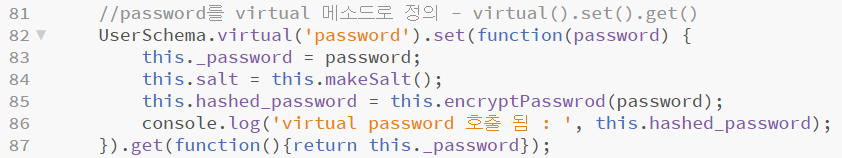 81 //password를 virtual 메소드로 정의 - virtual().set().get()
82 UserSchema.virtual('password').set(function(password) {
83 this._password = password;
84 this.salt = this.makeSalt();
85 this.hashed_password = this.encryptPasswrod(password);
86 console.log('virtual password 호출 됨 : ', this.hashed_password);
87 }).get(function(){return this._password});